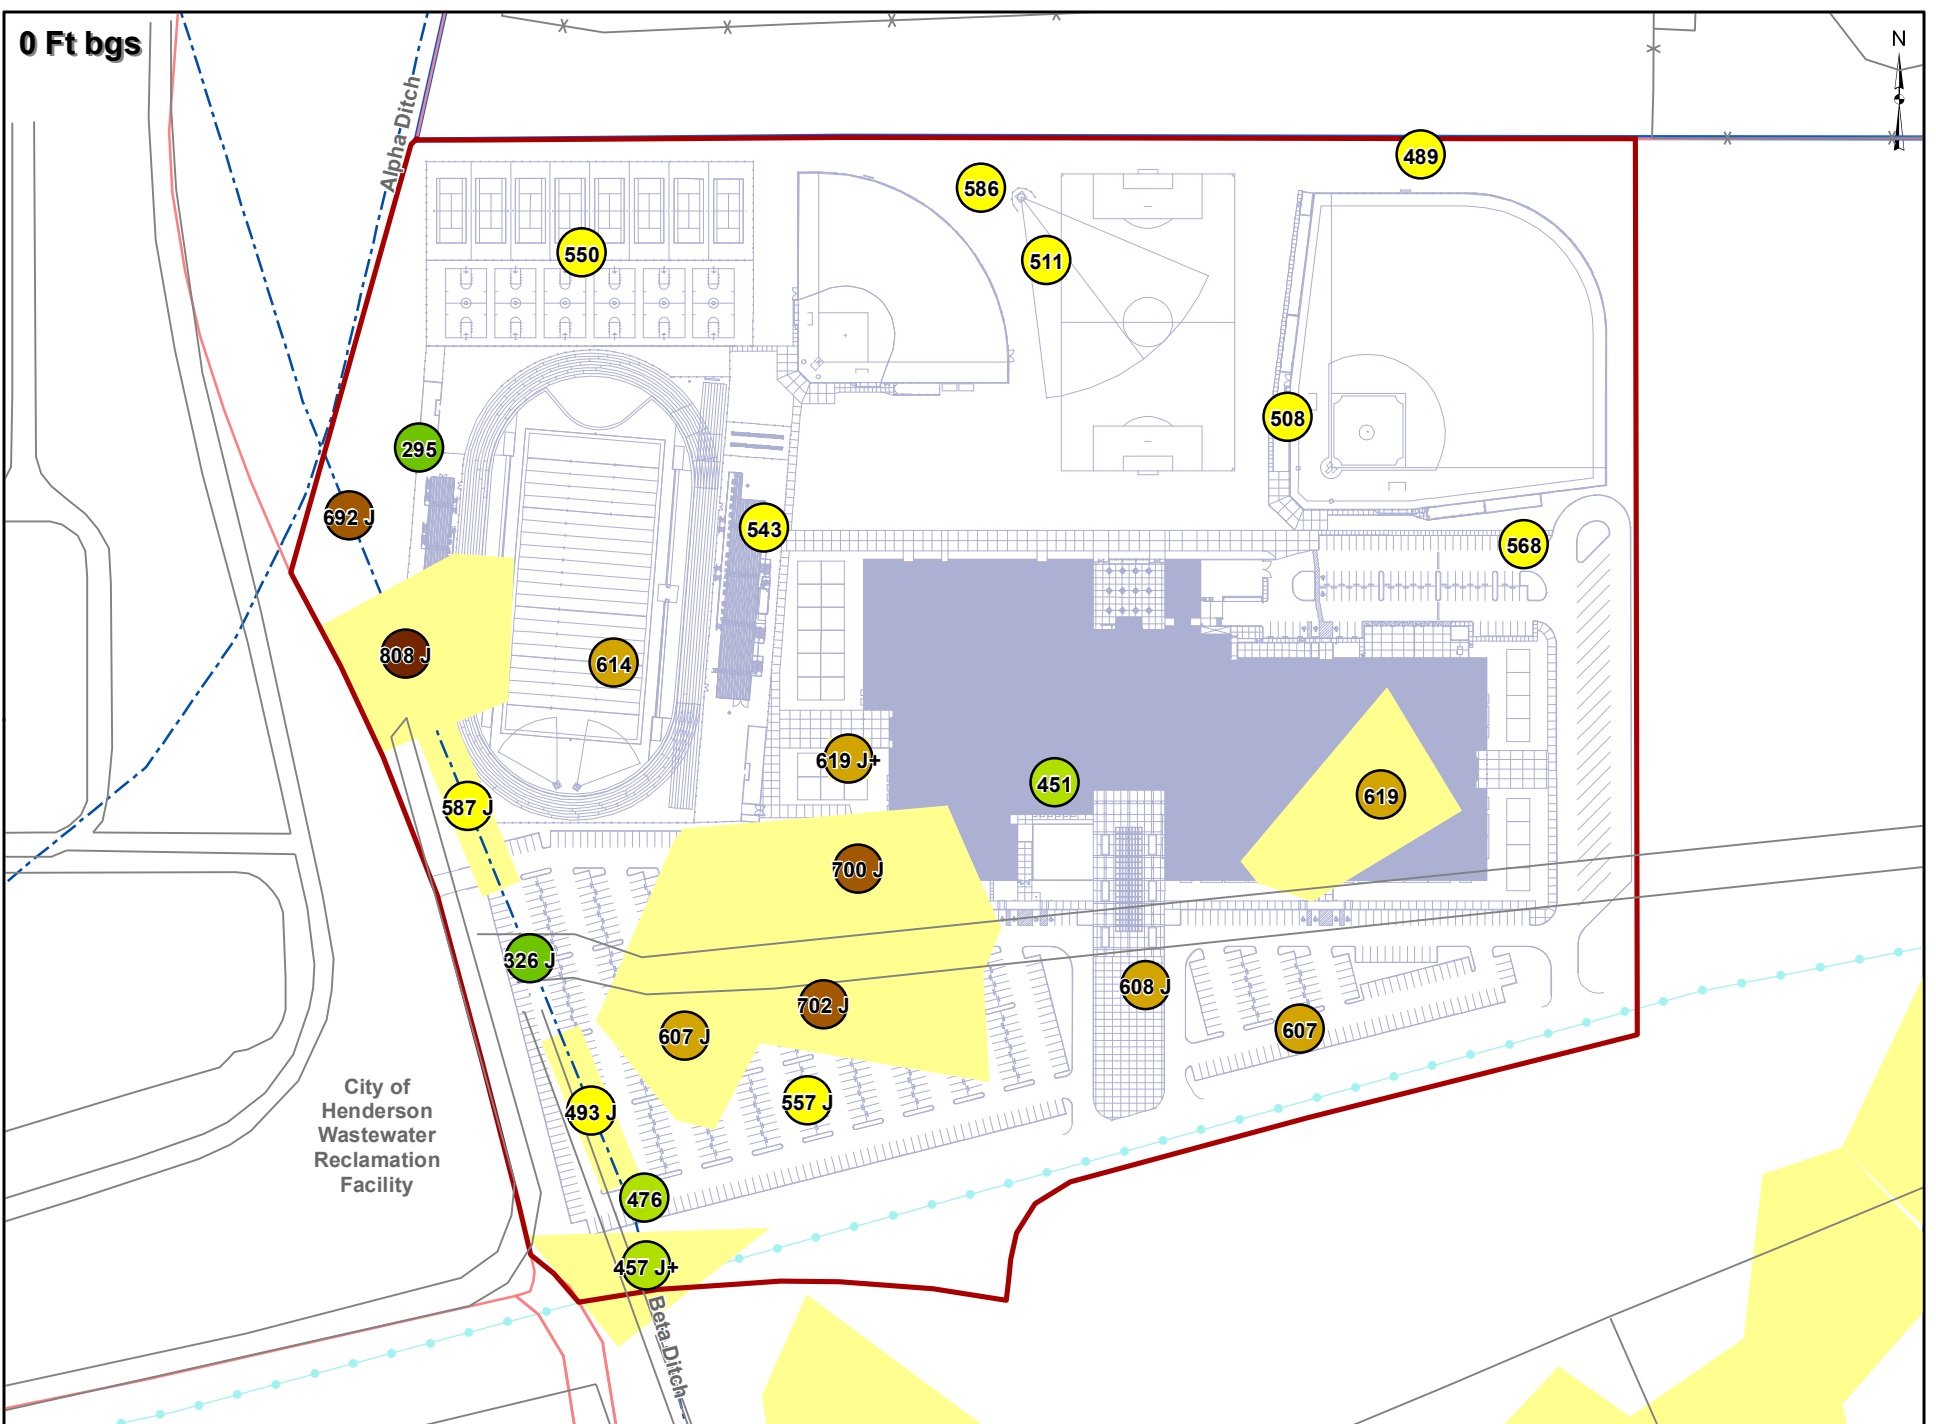 0 Ft bgs
N
Alpha Ditch
489
586
550
511
508
295
692 J
543
568
808 J
614
619 J+
451
619
587 J
700 J
326 J
608 J
702 J
607 J
607
City of
Henderson
Wastewater
Reclamation
Facility
493 J
557 J
476
457 J+
Beta Ditch